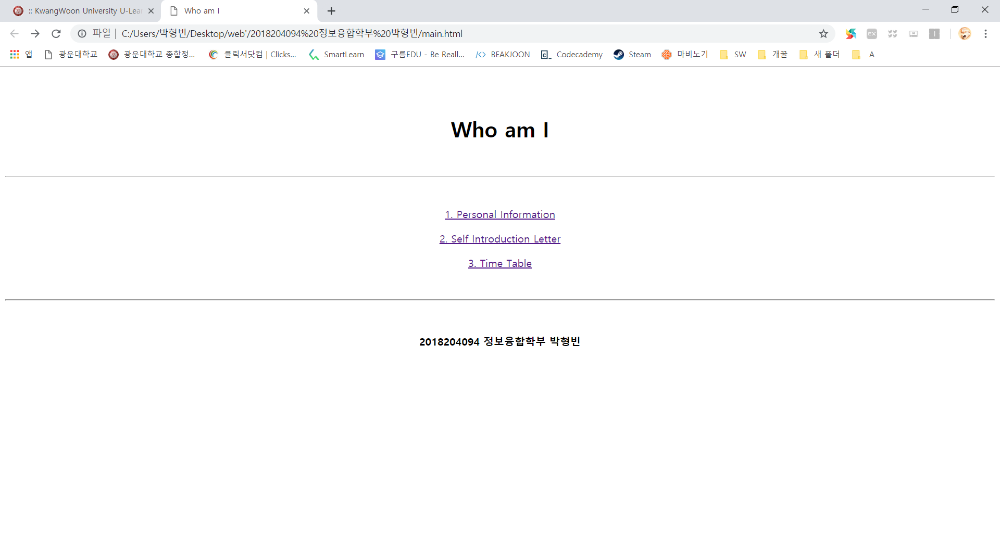 :: KwangWoon University U-Lear
Who am I
파일 | C:/Users/박형빈/Desktop/web'/2018204094%20정보융합학부%20박형빈/main.html
EX
앱 광운대학교 광운대학교 종합정... 클릭서닷컴 | Clicks... SmartLearn 구름EDU - Be Reall... BEAKJOON Codecademy Steam 마비노기 SW 개꿀 새 폴더 A
Who am I
1. Personal Information
2. Self Introduction Letter
3. Time Table
2018204094 정보융합학부 박형빈